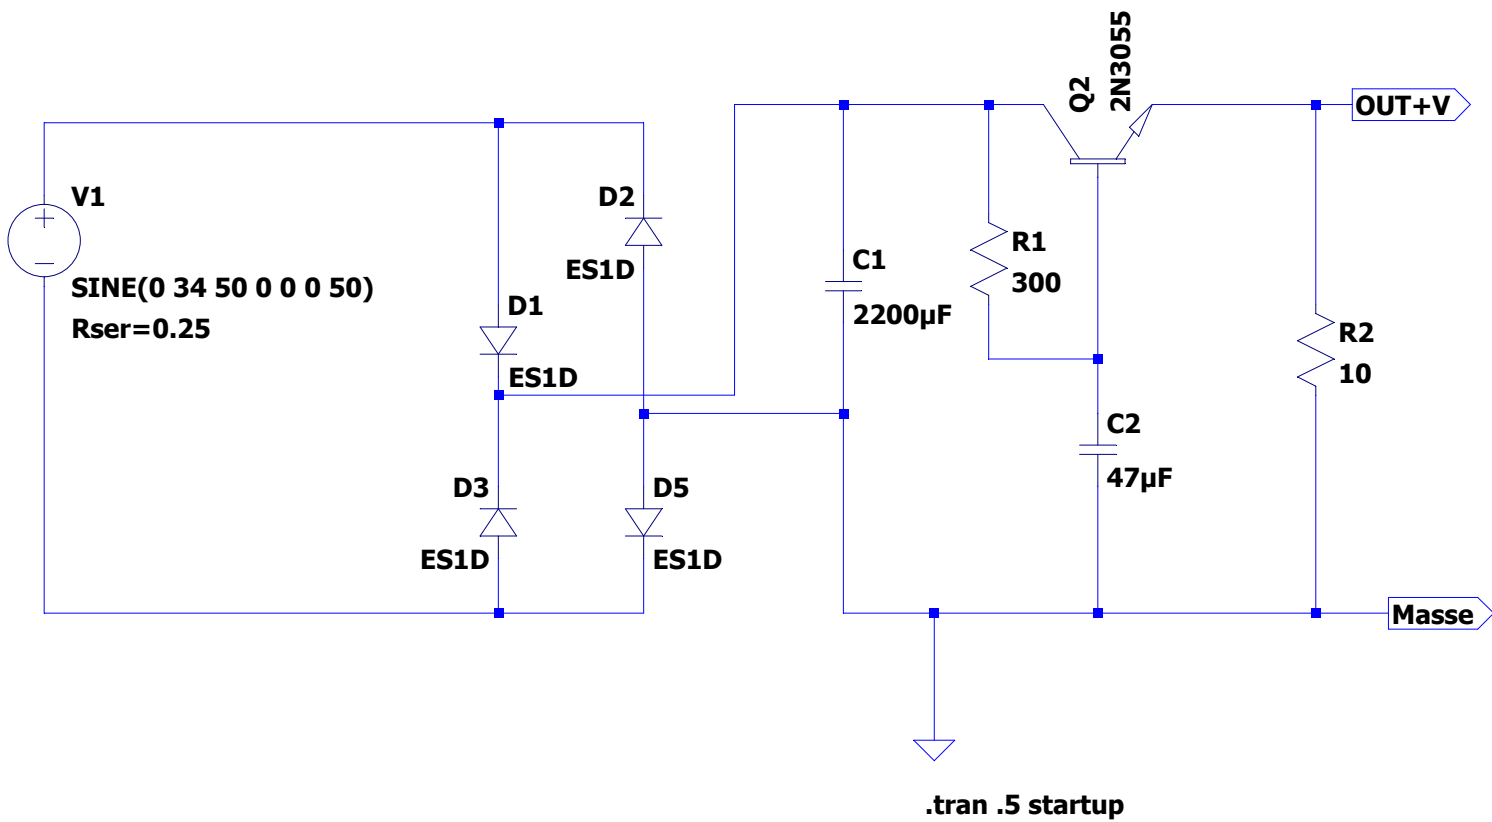 Q2
2N3055
OUT+V
V1
SINE(0 34 50 0 0 0 50)
Rser=0.25
D2
ES1D
D1
ES1D
C1
2200µF
R1
300
R2
10
C2
47µF
D3
ES1D
D5
ES1D
Masse
.tran .5 startup